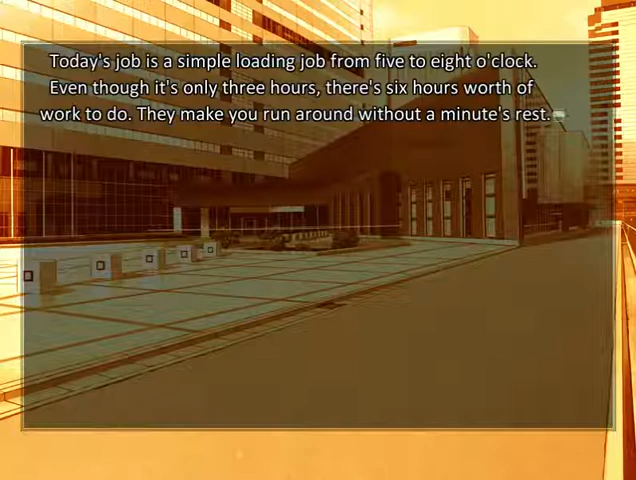 Today's job is a simple loading job from five to eight o'clock.
Even though it's only three hours, there's six hours worth of
work to do. They make you run around without a minute's rest.